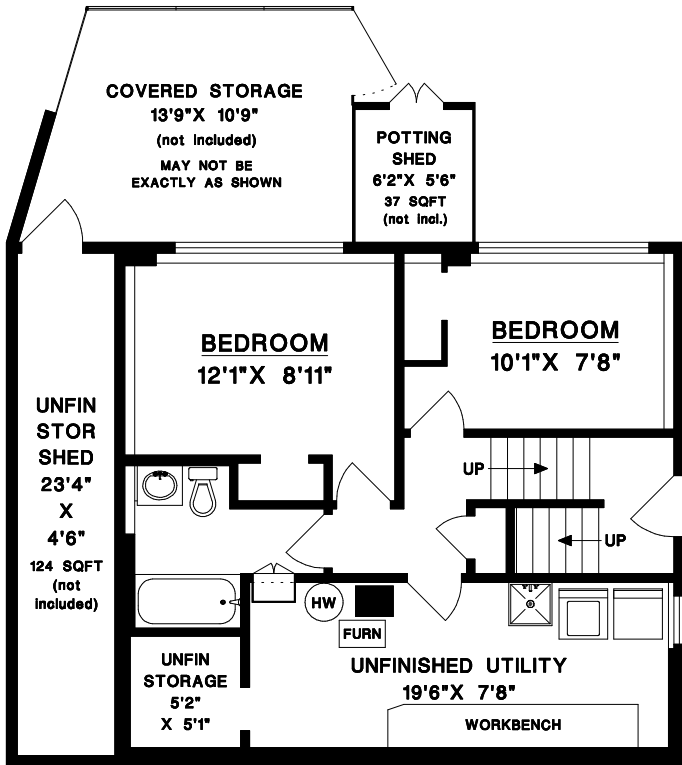 COVERED STORAGE
13'9"X 10'9"
(not included)
MAY NOT BE
EXACTLY AS SHOWN
POTTING
SHED
6'2"X 5'6"
37 SQFT
(not incl.)
BEDROOM
12'1"X 8'11"
BEDROOM
10'1"X 7'8"
UNFIN
STOR
SHED
23'4"
X
4'6"
124 SQFT
(not
included)
UP
UP
HW
FURN
UNFIN
STORAGE
5'2"
X 5'1"
UNFINISHED UTILITY
19'6"X 7'8"
WORKBENCH